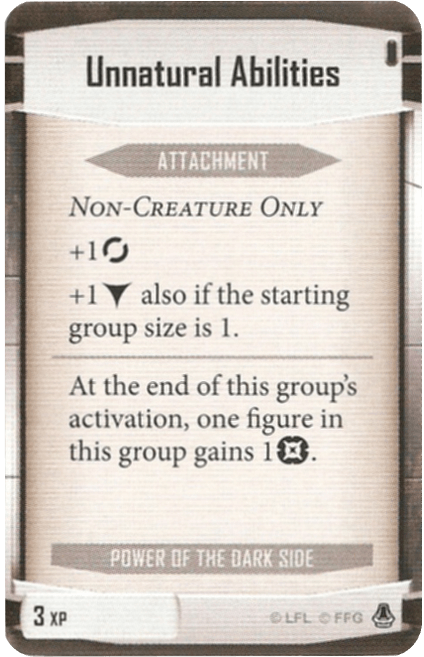 Unnatural Abilities
ATTACHMENT
NON-CREATURE ONLY
+1
+1 also if the starting
group size is 1.
At the end of this group's
activation, one figure in
this group gains 1.
POWER OF THE DARK SIDE
3 XP
© LFL © FFG